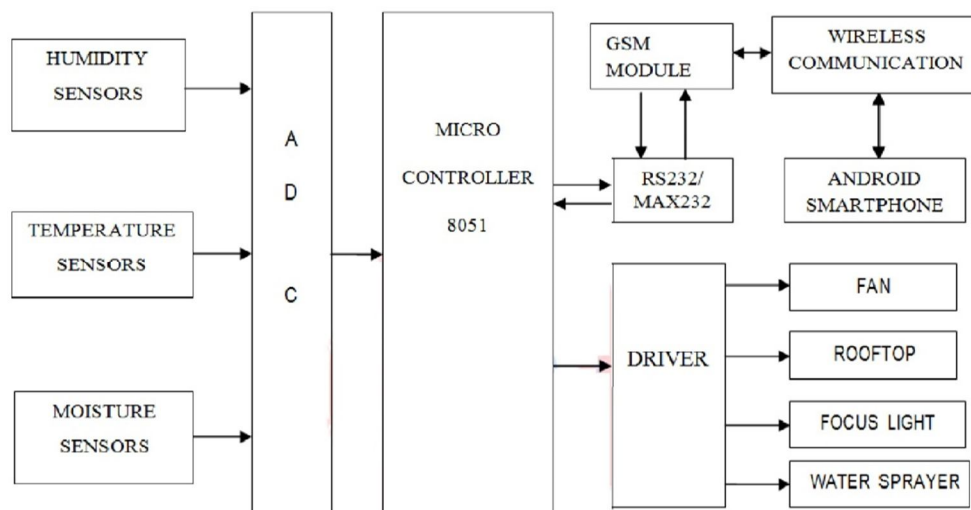 HUMIDITY
SENSORS
TEMPERATURE
SENSORS
MOISTURE
SENSORS
A
D
C
MICRO
CONTROLLER
8051
GSM
MODULE
WIRELESS
COMMUNICATION
RS232/
MAX232
ANDROID
SMARTPHONE
DRIVER
FAN
ROOFTOP
FOCUS LIGHT
WATER SPRAYER